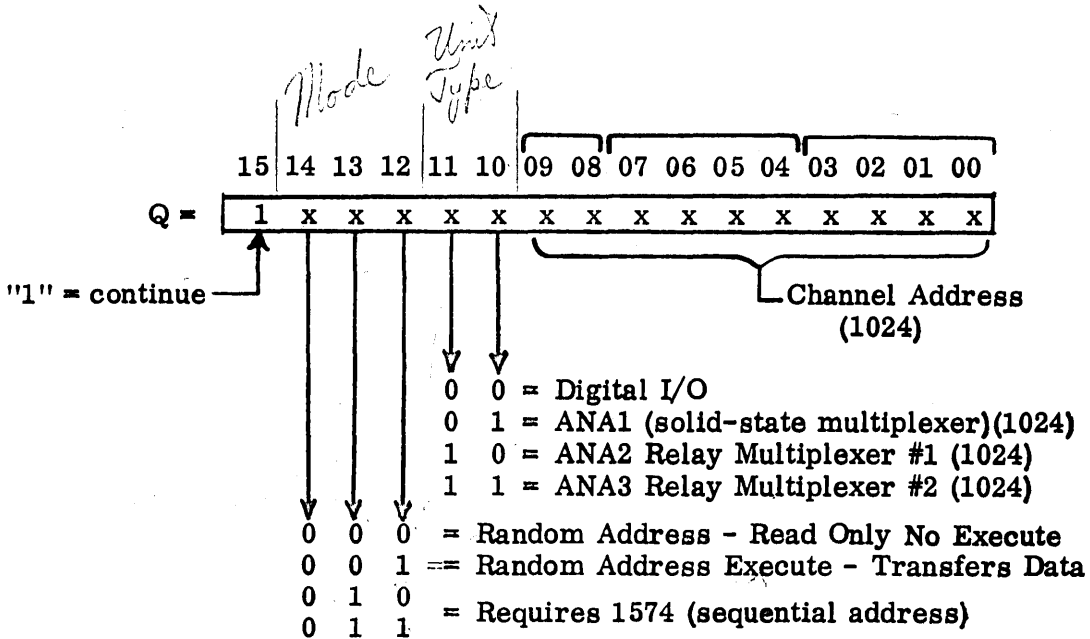 Mode
Unit
Type
15 14 13 12 11 10 09 08 07 06 05 04 03 02 01 00
Q = 1 x x x x x x x x x x x x x x x
"1" = continue
Channel Address
(1024)
0 0 = Digital I/O
0 1 = ANA1 (solid-state multiplexer)(1024)
1 0 = ANA2 Relay Multiplexer #1 (1024)
1 1 = ANA3 Relay Multiplexer #2 (1024)
0 0 0 = Random Address - Read Only No Execute
0 0 1 = Random Address Execute - Transfers Data
0 1 0
= Requires 1574 (sequential address)
0 1 1